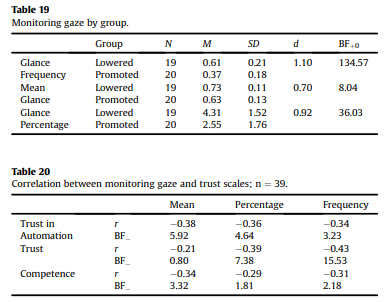 Table 19
Monitoring gaze by group.
Group N M SD d BF+0
Glance Lowered 19 0.61 0.21 1.10 134.57
Frequency Promoted 20 0.37 0.18
Mean Lowered 19 0.73 0.11 0.70 8.04
Glance Promoted 20 0.63 0.13
Glance Lowered 19 4.31 1.52 0.92 36.03
Percentage Promoted 20 2.55 1.76
Table 20
Correlation between monitoring gaze and trust scales; n = 39.
Mean Percentage Frequency
Trust in r −0.38 −0.36 −0.34
Automation BF_ 5.92 4.64 3.23
Trust r −0.21 −0.39 −0.43
BF_ 0.80 7.38 15.53
Competence r −0.34 −0.29 −0.31
BF_ 3.32 1.81 2.18